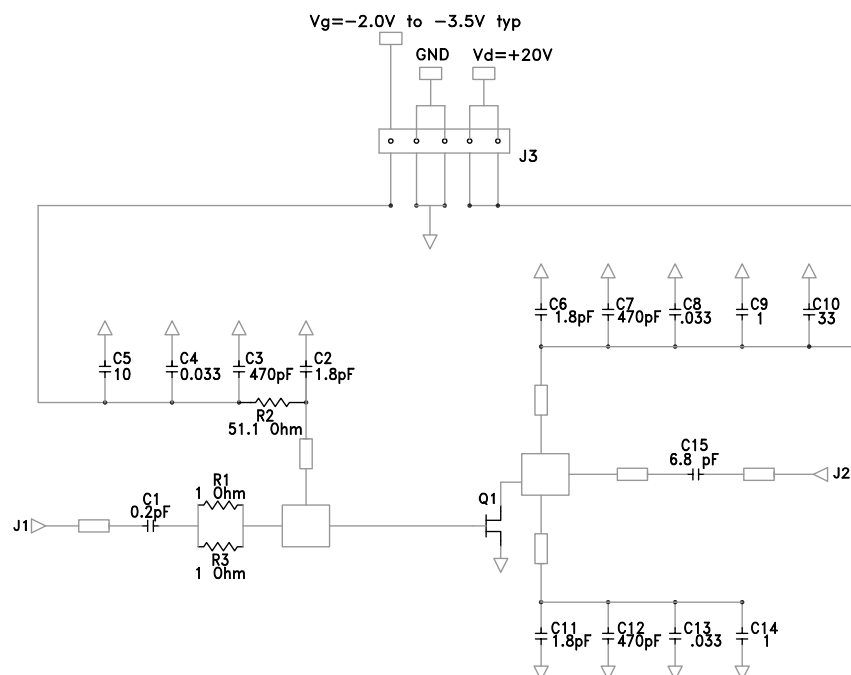 Vg=-2.0V to -3.5V typ
GND
Vd=+20V
J3
C6
1.8pF
C7
470pF
C8
.033
C9
1
C10
33
C5
10
C4
0.033
C3
470pF
C2
1.8pF
R2
51.1 Ohm
C15
6.8 pF
J2
R1
1 Ohm
C1
0.2pF
J1
Q1
R3
1 Ohm
C11
1.8pF
C12
470pF
C13
.033
C14
1